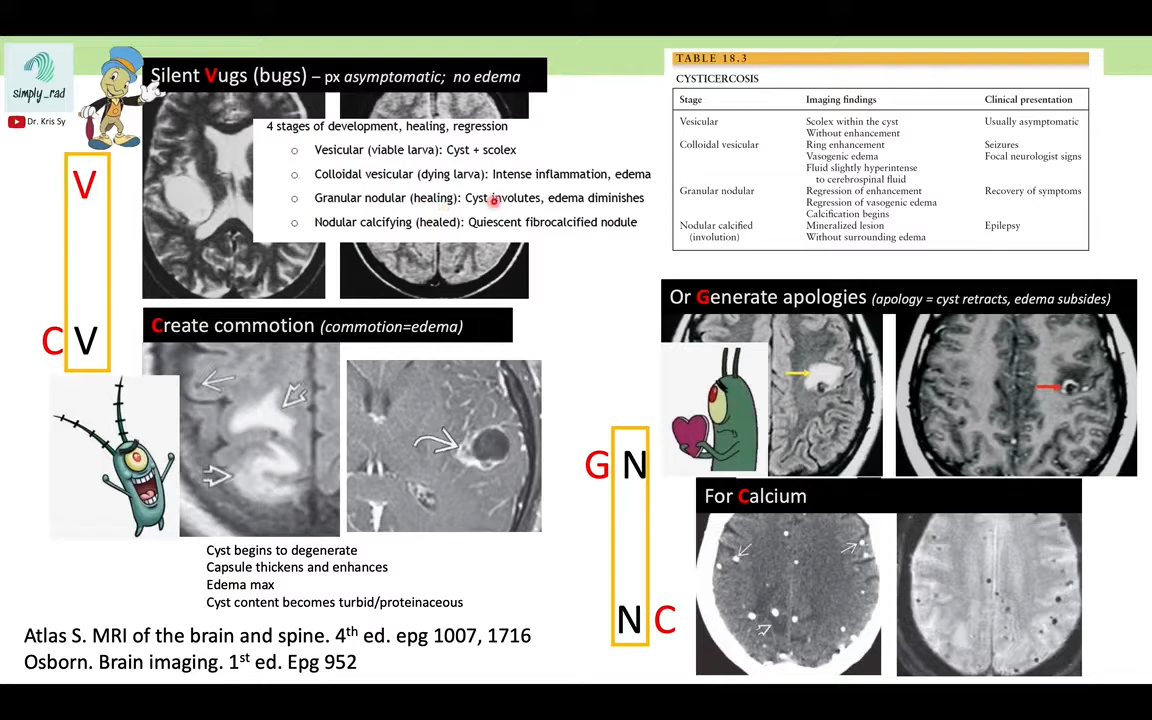 simply_rad
Dr. Kris Sy
Silent Vugs (bugs) – px asymptomatic; no edema
4 stages of development, healing, regression
Vesicular (viable larva): Cyst + scolex
Colloidal vesicular (dying larva): Intense inflammation, edema
Granular nodular (healing): Cyst involutes, edema diminishes
Nodular calcifying (healed): Quiescent fibrocalcified nodule
V
C V
Create commotion (commotion=edema)
Cyst begins to degenerate
Capsule thickens and enhances
Edema max
Cyst content becomes turbid/proteinaceous
Atlas S. MRI of the brain and spine. 4th ed. epg 1007, 1716
Osborn. Brain imaging. 1st ed. Epg 952
TABLE 18.3
CYSTICERCOSIS
Stage Imaging findings Clinical presentation
Vesicular Scolex within the cyst Usually asymptomatic
Without enhancement
Colloidal vesicular Ring enhancement Seizures
Vasogenic edema Focal neurologist signs
Fluid slightly hyperintense
to cerebrospinal fluid
Granular nodular Regression of enhancement Recovery of symptoms
Regression of vasogenic edema
Calcification begins
Nodular calcified Mineralized lesion Epilepsy
(involution) Without surrounding edema
Or Generate apologies (apology = cyst retracts, edema subsides)
G N
For Calcium
N C